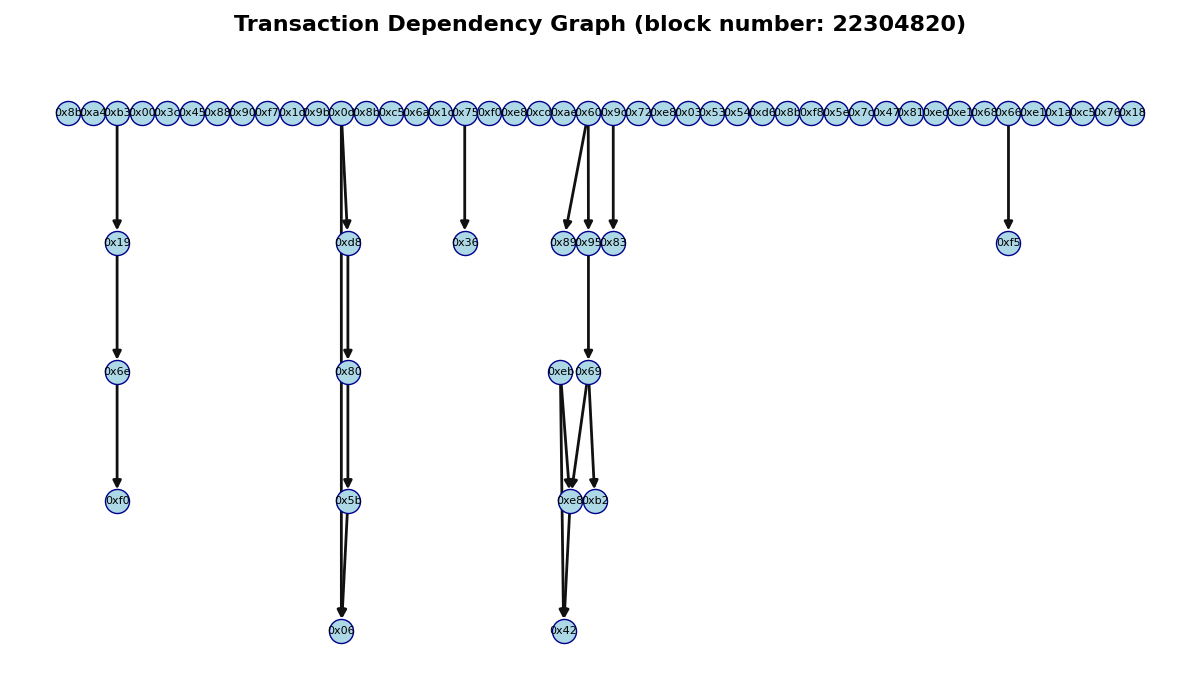 Transaction Dependency Graph (block number: 22304820)
0x8b 0xa4 0xb3 0x00 0x3c 0x45 0x88 0x90 0xf7 0x1d 0x9b 0x0d 0x8b 0xc5 0x6a 0x1c 0x75 0xf0 0xe8 0xcd 0xae 0x60 0x9c 0x72 0xe8 0x03 0x53 0x54 0xd6 0x8b 0xf8 0x5e 0x7c 0x47 0x81 0xec 0xe1 0x68 0x66 0xe1 0x1a 0xc5 0x76 0x18
0x19 0xd8 0x36 0x89 0x95 0x83 0xf5
0x6e 0x80 0xeb 0x69
0xf0 0x5b 0xe8 0xb2
0x06 0x42